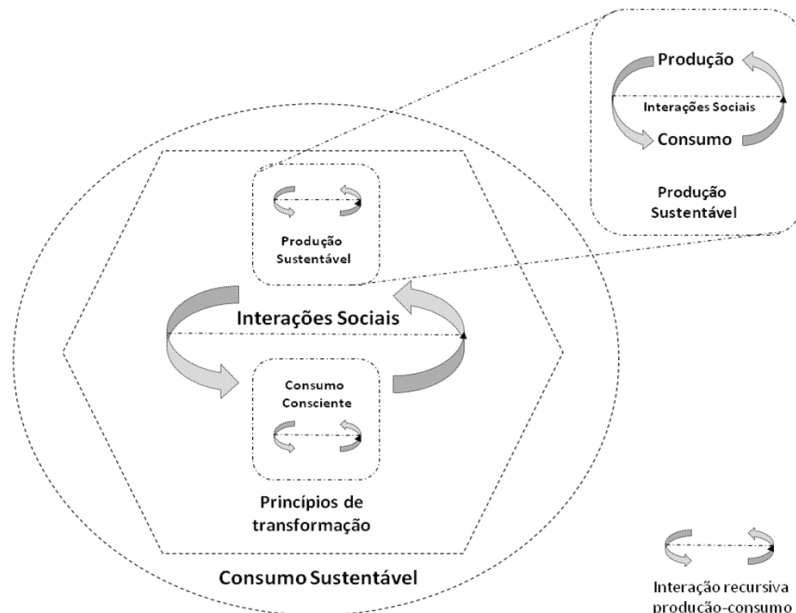 Produção
Interações Sociais
Consumo
Produção
Sustentável
Produção
Sustentável
Interações Sociais
Consumo
Consciente
Princípios de
transformação
Consumo Sustentável
Interação recursiva
produção-consumo